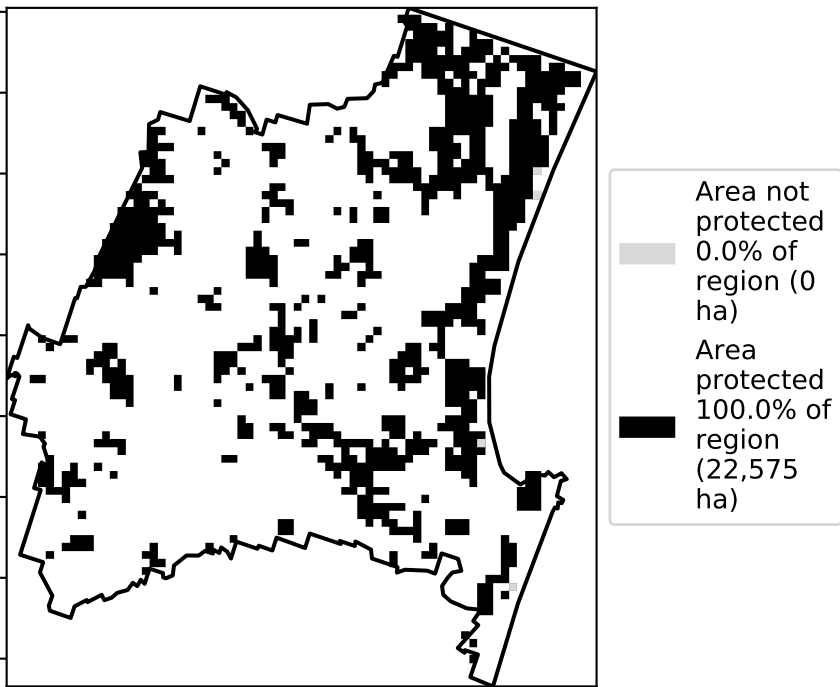 Area not
protected
0.0% of
region (0
ha)
Area
protected
100.0% of
region
(22,575
ha)